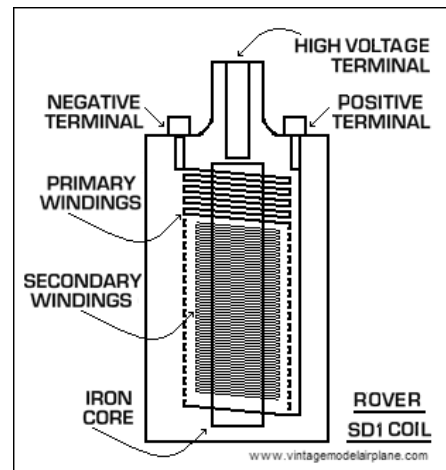 HIGH VOLTAGE
TERMINAL
NEGATIVE
TERMINAL
POSITIVE
TERMINAL
PRIMARY
WINDINGS
SECONDARY
WINDINGS
IRON
CORE
ROVER
SD1 COIL
www.vintagemodelairplane.com